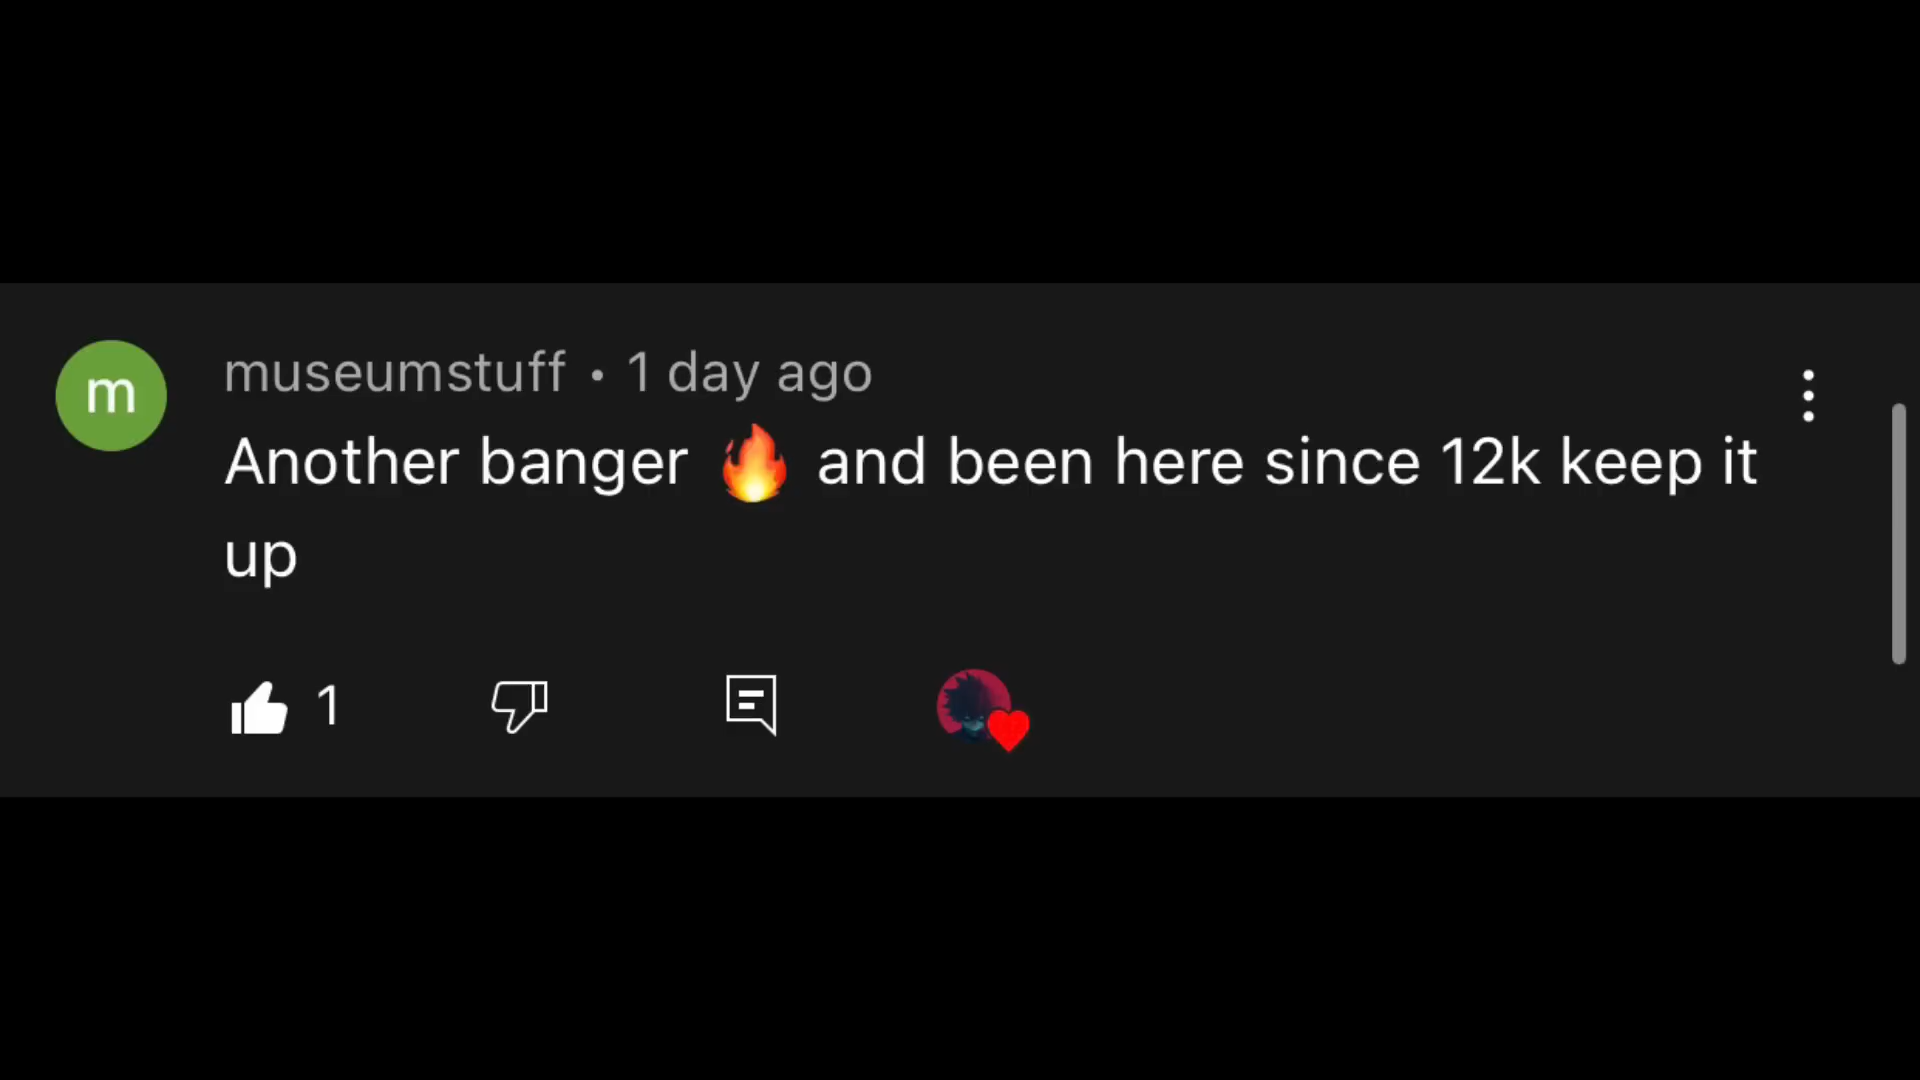 m
museumstuff • 1 day ago
Another banger 🔥 and been here since 12k keep it
up
1